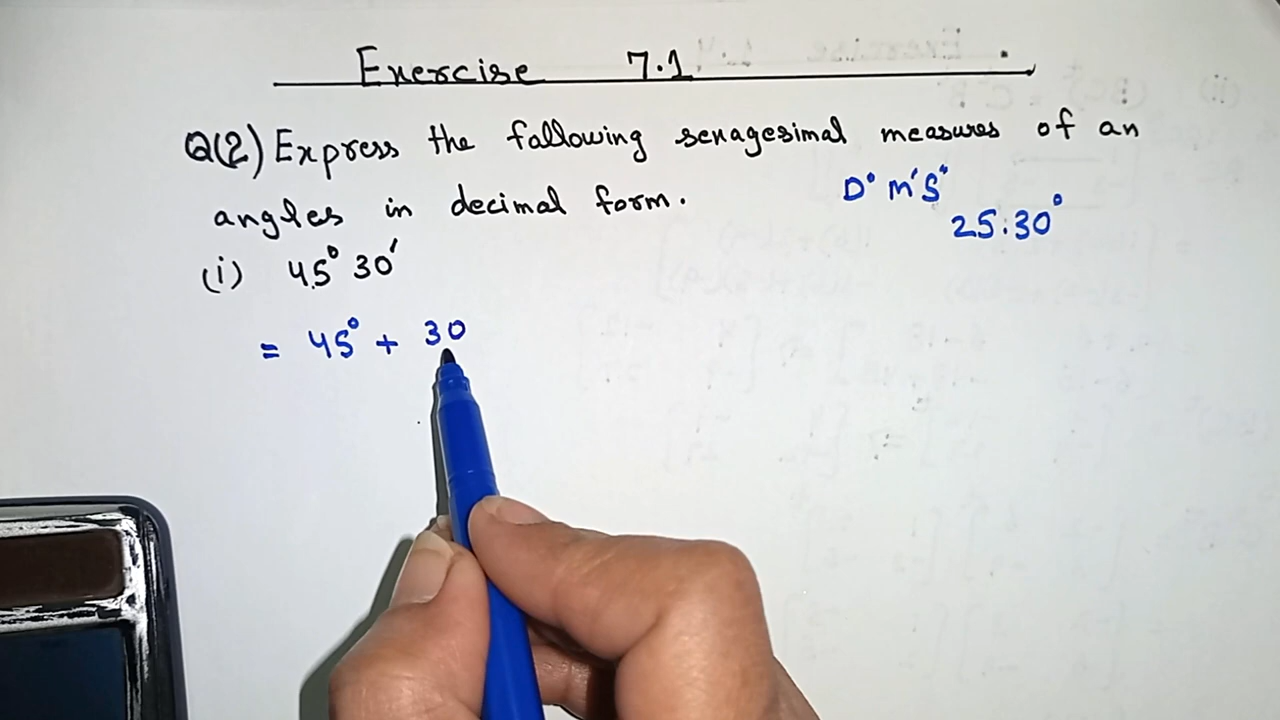 Exercise 7.1
Q(2) Express the following sexagesimal measures of an
angles in decimal form. D° M' S"
25.30°
(i) 45° 30'
= 45° + 30